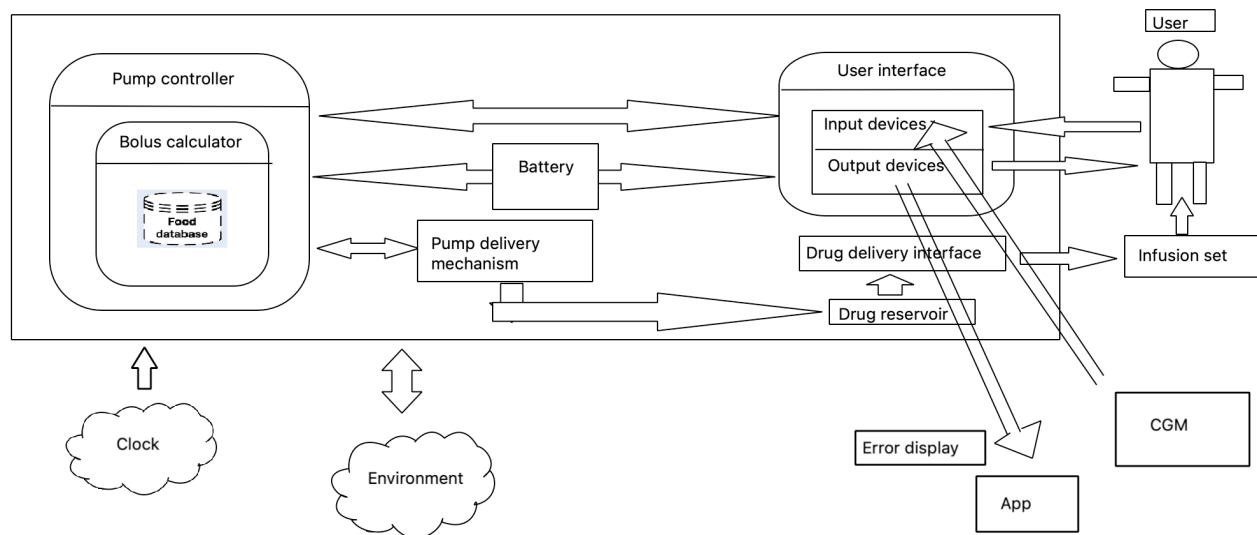 User
Pump controller
User interface
Input devices
Bolus calculator
Output devices
Battery
Food
database
Pump delivery
mechanism
Drug delivery interface
Infusion set
Drug reservoir
Clock
CGM
Error display
Environment
App